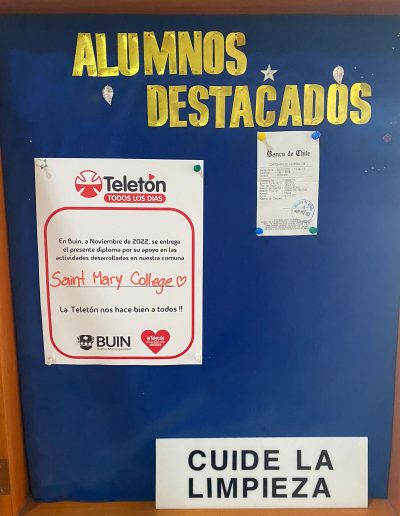 ALUMNOS
DESTACADOS
Banco de Chile
Teletón
TODOS LOS DIAS
En Buin, a Noviembre de 2022, se entrega
el presente diploma por su apoyo en las
actividades desarrolladas en nuestra comuna
Saint Mary College
La Teletón nos hace bien a todos !!
BUIN
CUIDE LA
LIMPIEZA